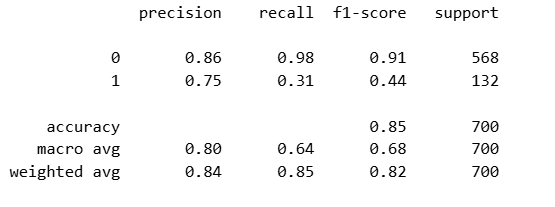 precision recall f1-score support
0 0.86 0.98 0.91 568
1 0.75 0.31 0.44 132
accuracy 0.85 700
macro avg 0.80 0.64 0.68 700
weighted avg 0.84 0.85 0.82 700